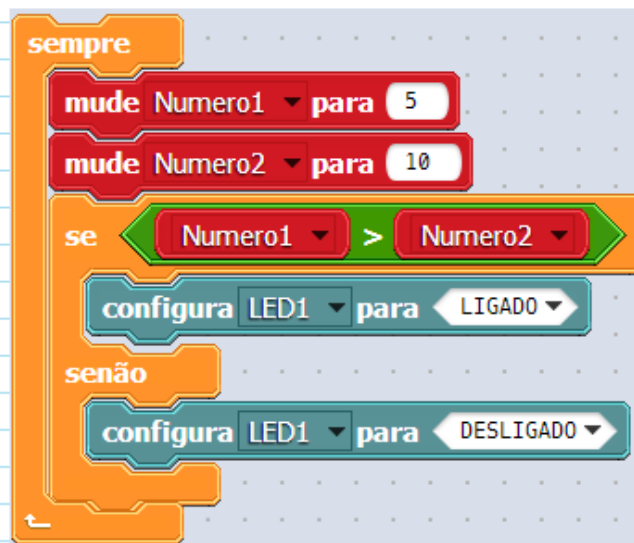 sempre
mude Numero1 para 5
mude Numero2 para 10
se Numero1 > Numero2
configura LED1 para LIGADO
senão
configura LED1 para DESLIGADO